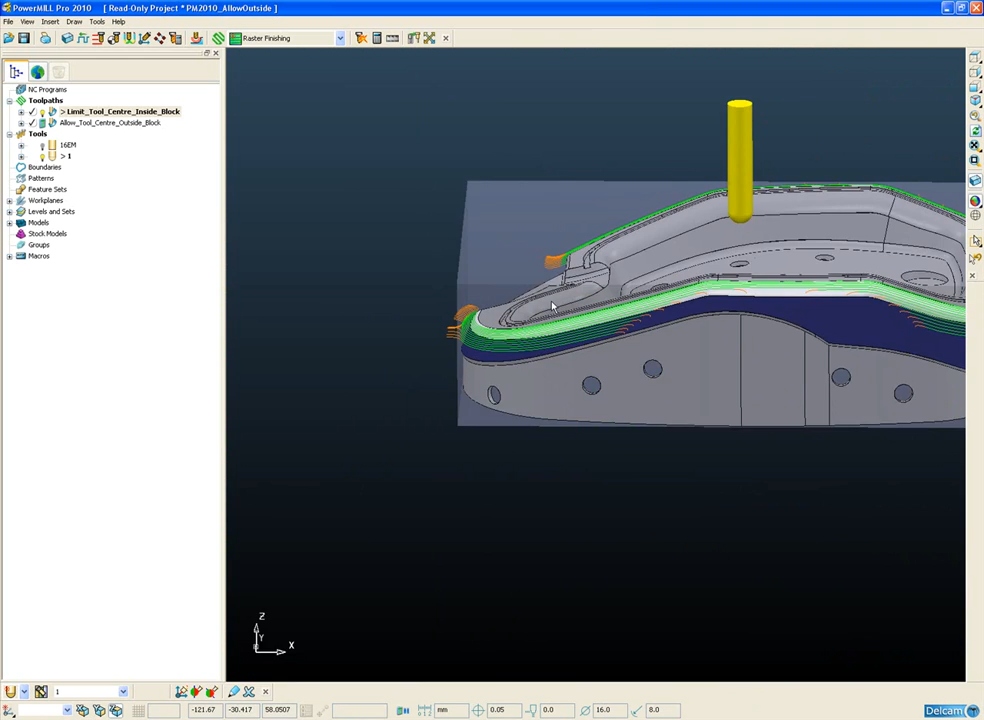 PowerMILL Pro 2010 [ Read-Only Project * PM2010_AllowOutside ]
File View Insert Draw Tools Help
Raster Finishing
NC Programs
Toolpaths
> Limit_Tool_Centre_Inside_Block
Allow_Tool_Centre_Outside_Block
Tools
16EM
> 1
Boundaries
Patterns
Feature Sets
Workplanes
Levels and Sets
Models
Stock Models
Groups
Macros
Z
Y
X
1
-121.67 -30.417 58.0507 mm 0.05 0.0 16.0 8.0
Delcam